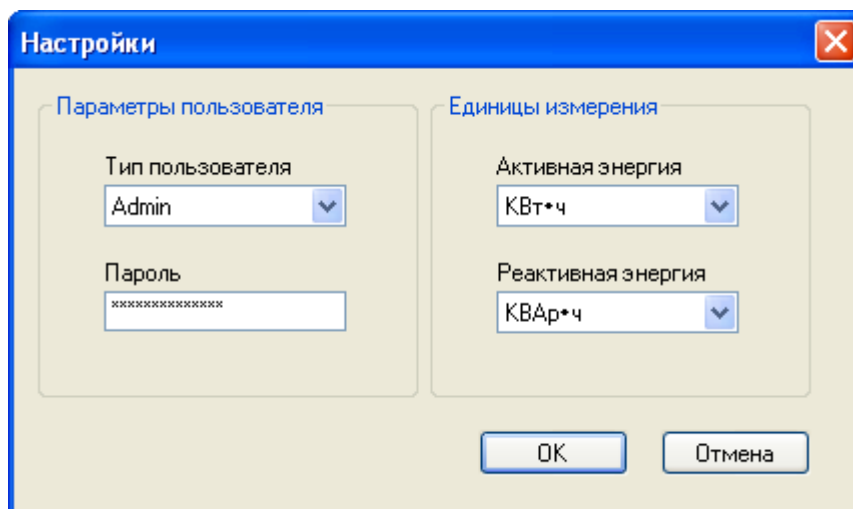 Настройки
Параметры пользователя
Тип пользователя
Admin
Пароль
××××××××××××××
Единицы измерения
Активная энергия
КВт•ч
Реактивная энергия
КВАр•ч
OK
Отмена